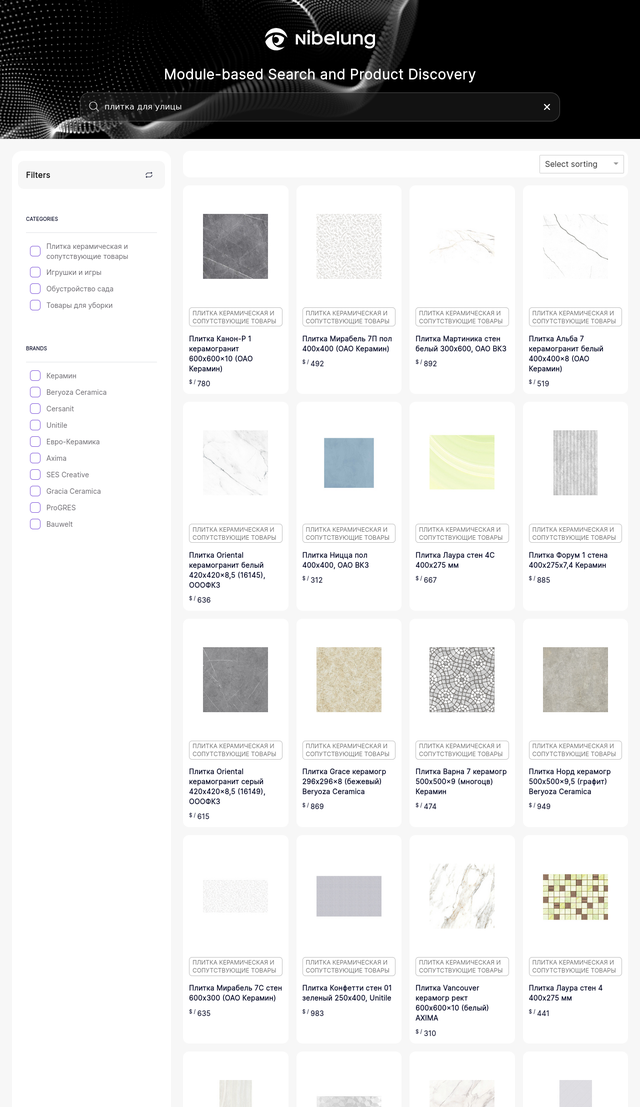 Nibelung
Module-based Search and Product Discovery
плитка для улицы
Filters
Select sorting
CATEGORIES
Плитка керамическая и
сопутствующие товары
Игрушки и игры
Обустройство сада
Товары для уборки
BRANDS
Керамин
Beryoza Ceramica
Cersanit
Unitile
Евро-Керамика
Axima
SES Creative
Gracia Ceramica
ProGRES
Bauwelt
ПЛИТКА КЕРАМИЧЕСКАЯ И
СОПУТСТВУЮЩИЕ ТОВАРЫ
Плитка Канон-Р 1
керамогранит
600х600×10 (ОАО
Керамин)
$ / 780
ПЛИТКА КЕРАМИЧЕСКАЯ И
СОПУТСТВУЮЩИЕ ТОВАРЫ
Плитка Мирабель 7П пол
400х400 (ОАО Керамин)
$ / 492
ПЛИТКА КЕРАМИЧЕСКАЯ И
СОПУТСТВУЮЩИЕ ТОВАРЫ
Плитка Мартиника стен
белый 300х600, ОАО ВКЗ
$ / 892
ПЛИТКА КЕРАМИЧЕСКАЯ И
СОПУТСТВУЮЩИЕ ТОВАРЫ
Плитка Альба 7
керамогранит белый
400х400×8 (ОАО
Керамин)
$ / 519
ПЛИТКА КЕРАМИЧЕСКАЯ И
СОПУТСТВУЮЩИЕ ТОВАРЫ
Плитка Oriental
керамогранит белый
420х420×8,5 (16145),
ОООФКЗ
$ / 636
ПЛИТКА КЕРАМИЧЕСКАЯ И
СОПУТСТВУЮЩИЕ ТОВАРЫ
Плитка Ницца пол
400х400, ОАО ВКЗ
$ / 312
ПЛИТКА КЕРАМИЧЕСКАЯ И
СОПУТСТВУЮЩИЕ ТОВАРЫ
Плитка Лаура стен 4С
400х275 мм
$ / 667
ПЛИТКА КЕРАМИЧЕСКАЯ И
СОПУТСТВУЮЩИЕ ТОВАРЫ
Плитка Форум 1 стена
400х275х7,4 Керамин
$ / 885
ПЛИТКА КЕРАМИЧЕСКАЯ И
СОПУТСТВУЮЩИЕ ТОВАРЫ
Плитка Oriental
керамогранит серый
420х420×8,5 (16149),
ОООФКЗ
$ / 615
ПЛИТКА КЕРАМИЧЕСКАЯ И
СОПУТСТВУЮЩИЕ ТОВАРЫ
Плитка Grace керамогр
296х296×8 (бежевый)
Beryoza Ceramica
$ / 869
ПЛИТКА КЕРАМИЧЕСКАЯ И
СОПУТСТВУЮЩИЕ ТОВАРЫ
Плитка Варна 7 керамогр
500х500×9 (многоцв)
Керамин
$ / 474
ПЛИТКА КЕРАМИЧЕСКАЯ И
СОПУТСТВУЮЩИЕ ТОВАРЫ
Плитка Норд керамогр
500х500×9,5 (графит)
Beryoza Ceramica
$ / 949
ПЛИТКА КЕРАМИЧЕСКАЯ И
СОПУТСТВУЮЩИЕ ТОВАРЫ
Плитка Мирабель 7С стен
600х300 (ОАО Керамин)
$ / 635
ПЛИТКА КЕРАМИЧЕСКАЯ И
СОПУТСТВУЮЩИЕ ТОВАРЫ
Плитка Конфетти стен 01
зеленый 250х400, Unitile
$ / 983
ПЛИТКА КЕРАМИЧЕСКАЯ И
СОПУТСТВУЮЩИЕ ТОВАРЫ
Плитка Vancouver
керамогр рект
600х600×10 (белый)
AXIMA
$ / 310
ПЛИТКА КЕРАМИЧЕСКАЯ И
СОПУТСТВУЮЩИЕ ТОВАРЫ
Плитка Лаура стен 4
400х275 мм
$ / 441